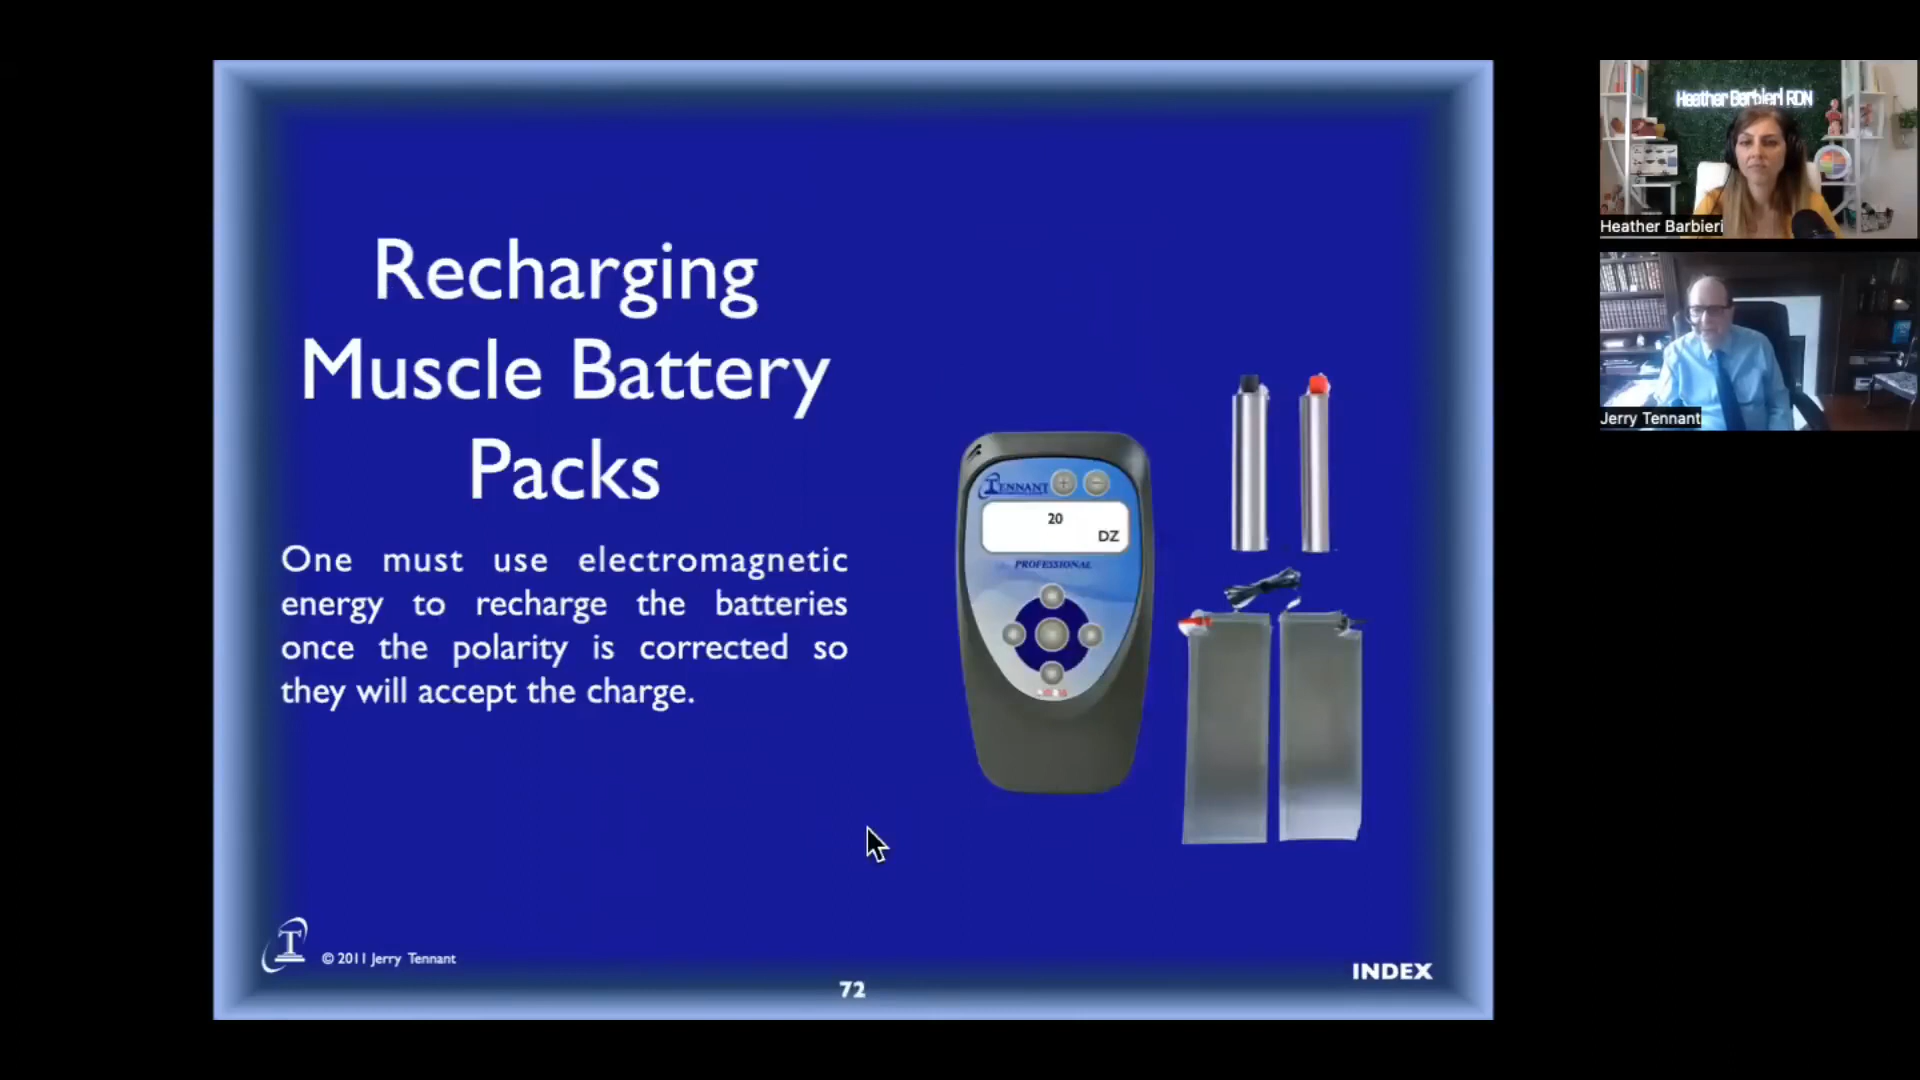 Recharging
Muscle Battery
Packs
One must use electromagnetic
energy to recharge the batteries
once the polarity is corrected so
they will accept the charge.
TENNANT
20
DZ
PROFESSIONAL
T
© 2011 Jerry Tennant
72
INDEX
Heather Barbieri RDN
Heather Barbieri
Jerry Tennant